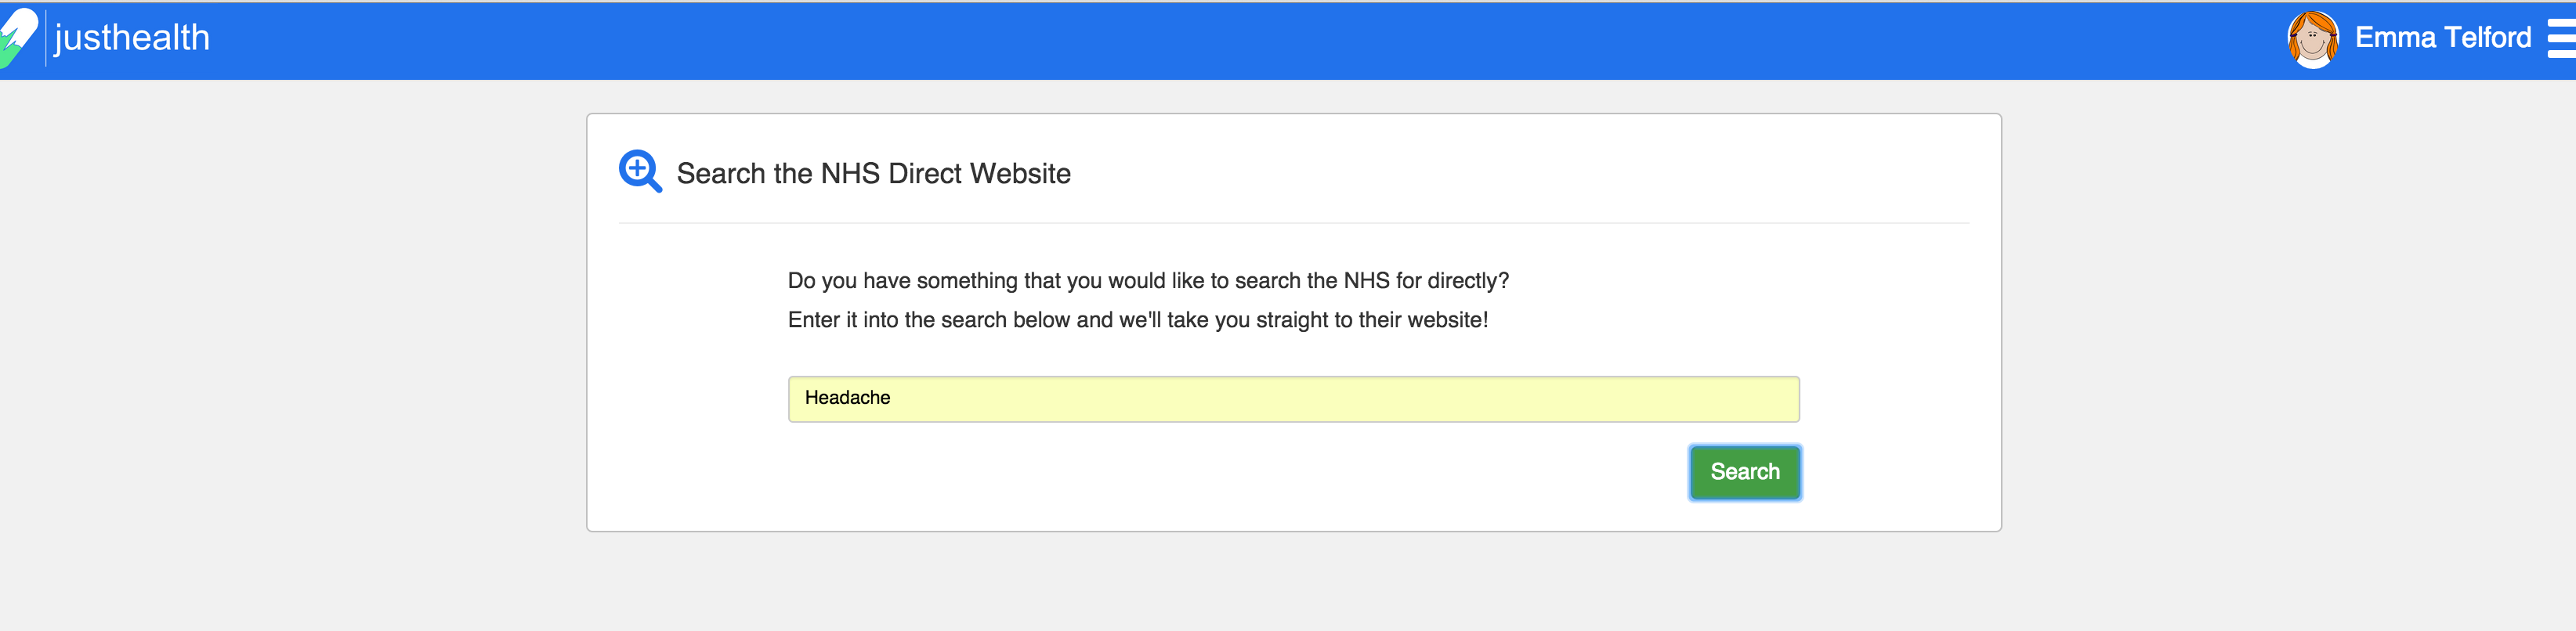 justhealth
Emma Telford
Search the NHS Direct Website
Do you have something that you would like to search the NHS for directly?
Enter it into the search below and we'll take you straight to their website!
Headache
Search